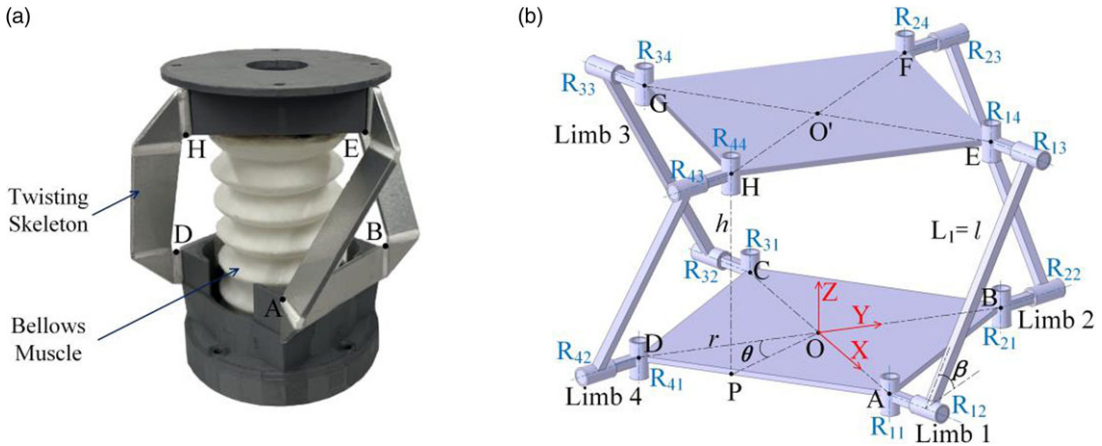 (a)
H
E
Twisting
Skeleton
D
B
A
Bellows
Muscle
(b)
R24
F
R23
R34
R33
G
R14
E
R13
O'
Limb 3
R44
R43
H
h
L1= l
R31
R32
C
Z
Y
X
O
R22
B
Limb 2
R21
R42
D
r
θ
R41
Limb 4
P
A
β
R12
R11
Limb 1